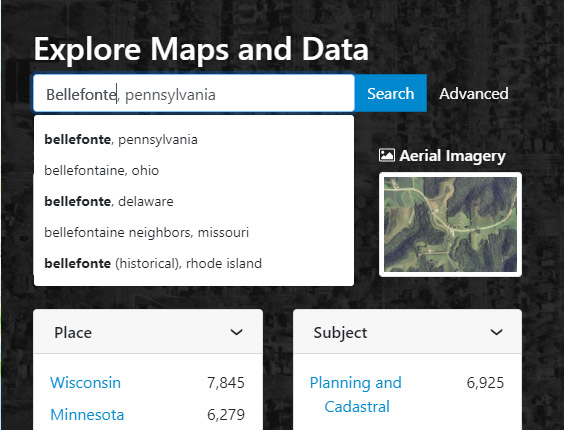 Explore Maps and Data
Bellefonte, pennsylvania
Search
Advanced
bellefonte, pennsylvania
bellefontaine, ohio
bellefonte, delaware
bellefontaine neighbors, missouri
bellefonte (historical), rhode island
Aerial Imagery
Place
Wisconsin 7,845
Minnesota 6,279
Subject
Planning and 6,925
Cadastral